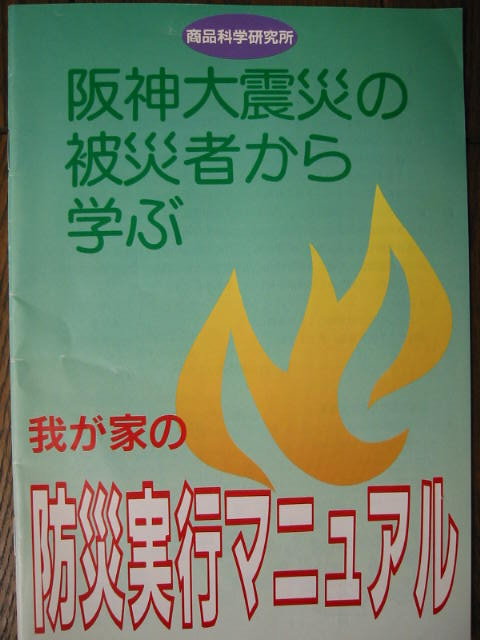 商品科学研究所
阪神大震災の
被災者から
学ぶ
我が家の
防災実行マニュアル